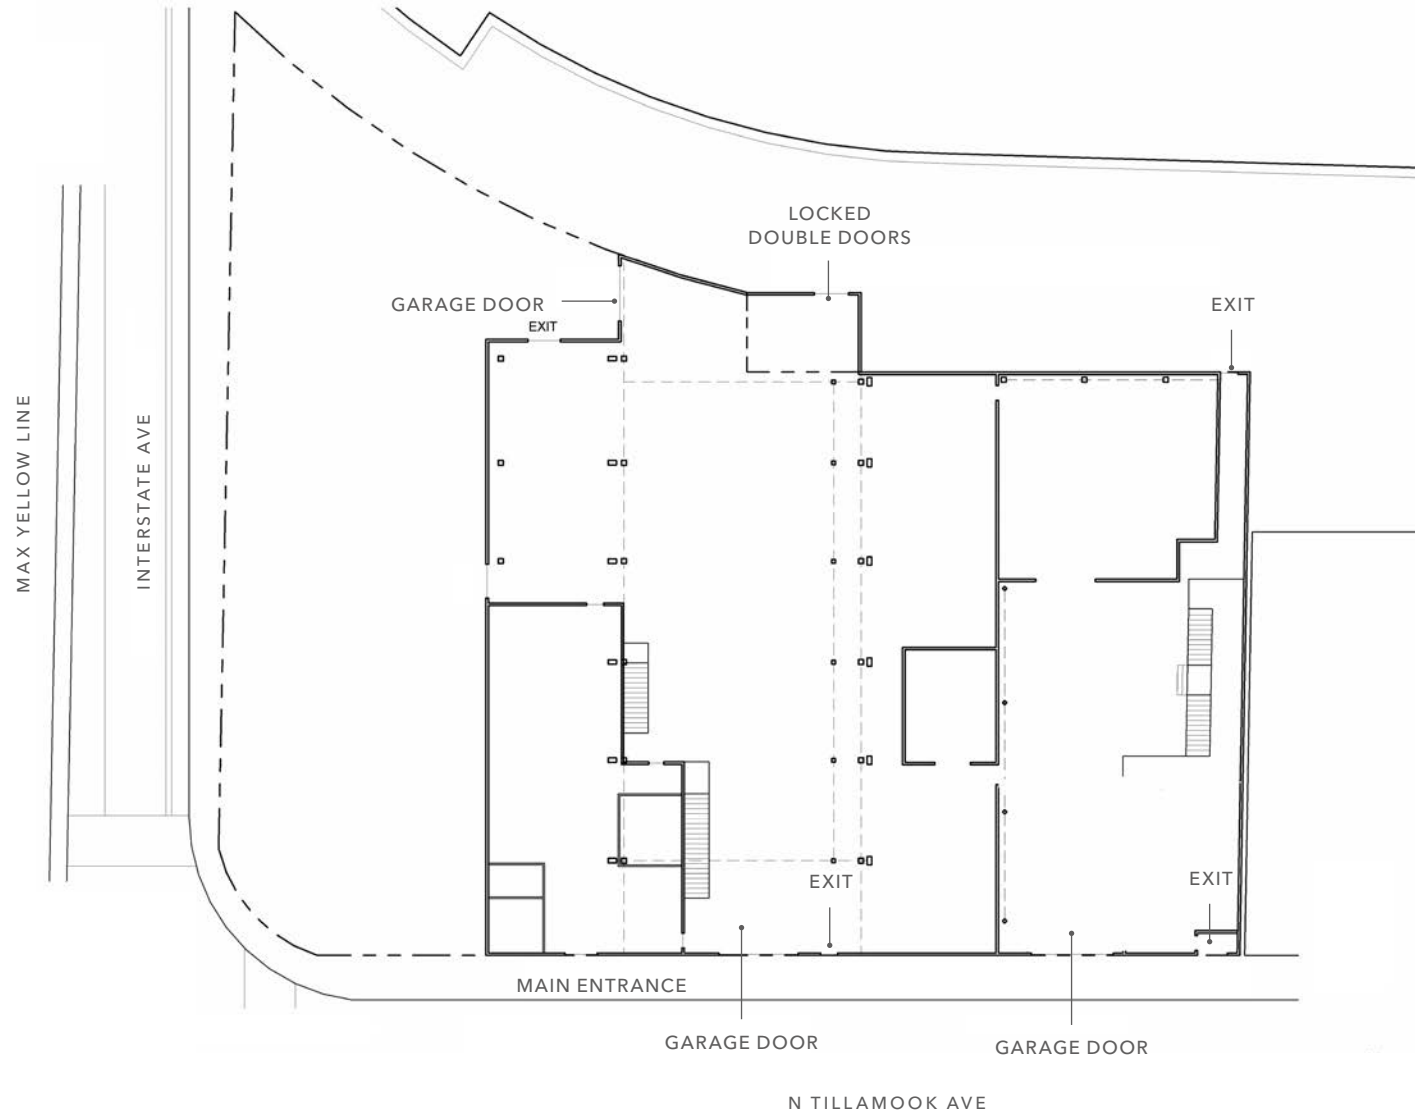 LOCKED
DOUBLE DOORS
GARAGE DOOR
EXIT
EXIT
MAX YELLOW LINE
INTERSTATE AVE
EXIT
EXIT
MAIN ENTRANCE
GARAGE DOOR
GARAGE DOOR
N TILLAMOOK AVE